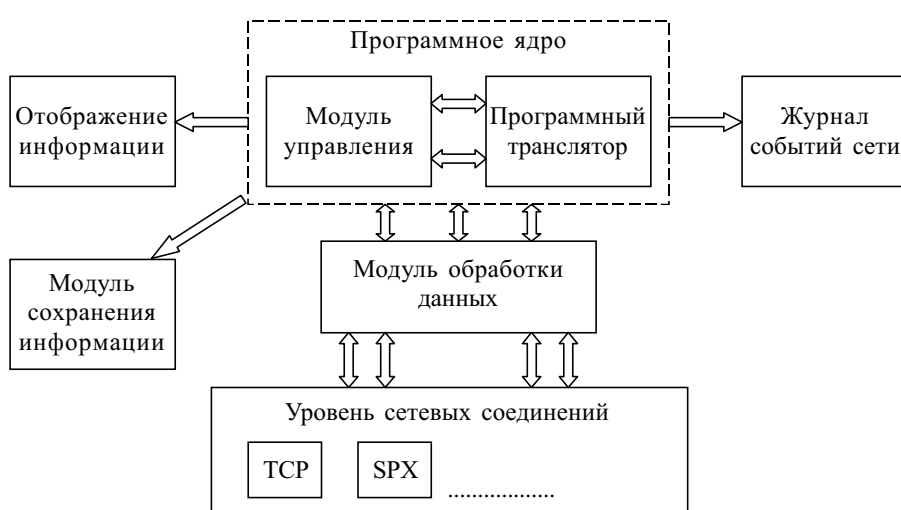 Программное ядро
Отображение
информации
Модуль
управления
Программный
транслятор
Журнал
событий сети
Модуль
сохранения
информации
Модуль обработки
данных
Уровень сетевых соединений
TCP
SPX
...................